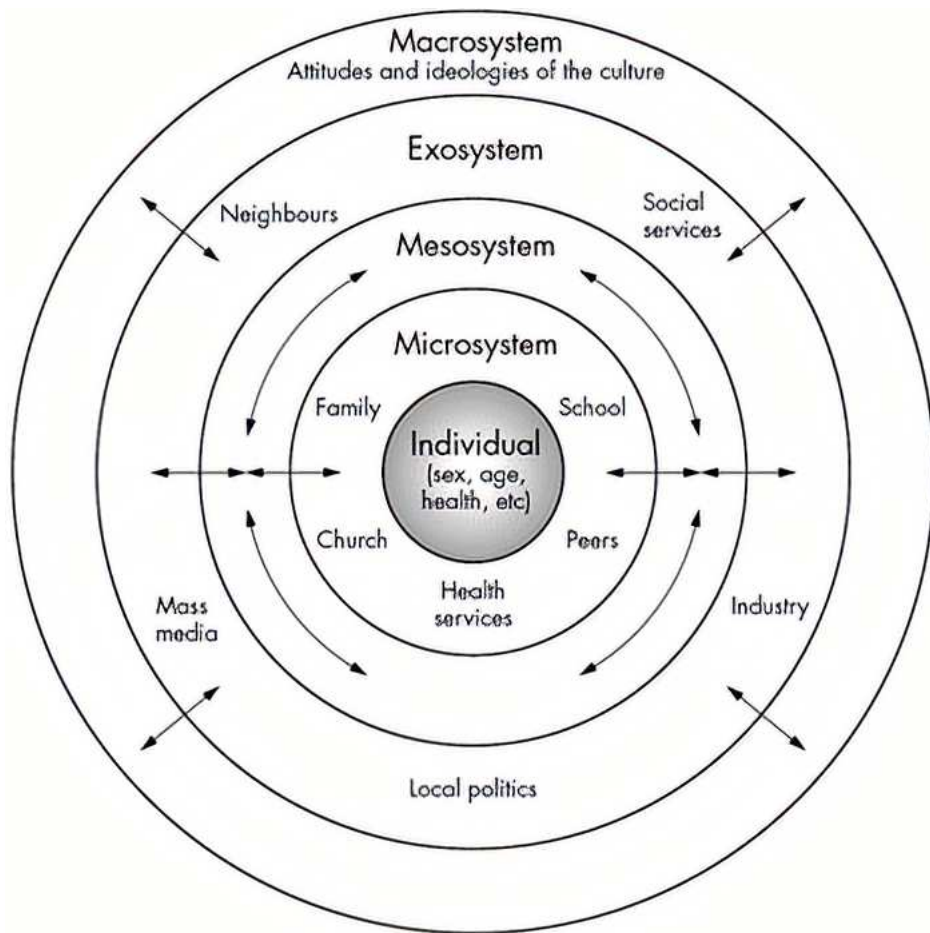 Macrosystem
Attitudes and ideologies of the culture
Exosystem
Neighbours
Social
services
Mesosystem
Microsystem
Family
School
Individual
(sex, age,
health, etc)
Church
Peers
Health
services
Mass
media
Industry
Local politics